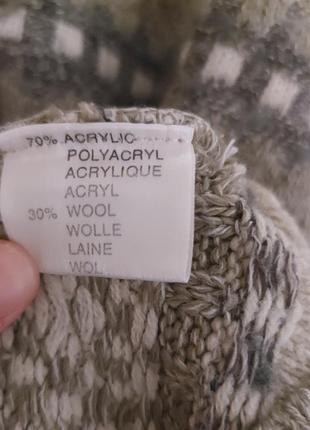 70% ACRYLIC
POLYACRYL
ACRYLIQUE
ACRYL
30% WOOL
WOLLE
LAINE
WOL